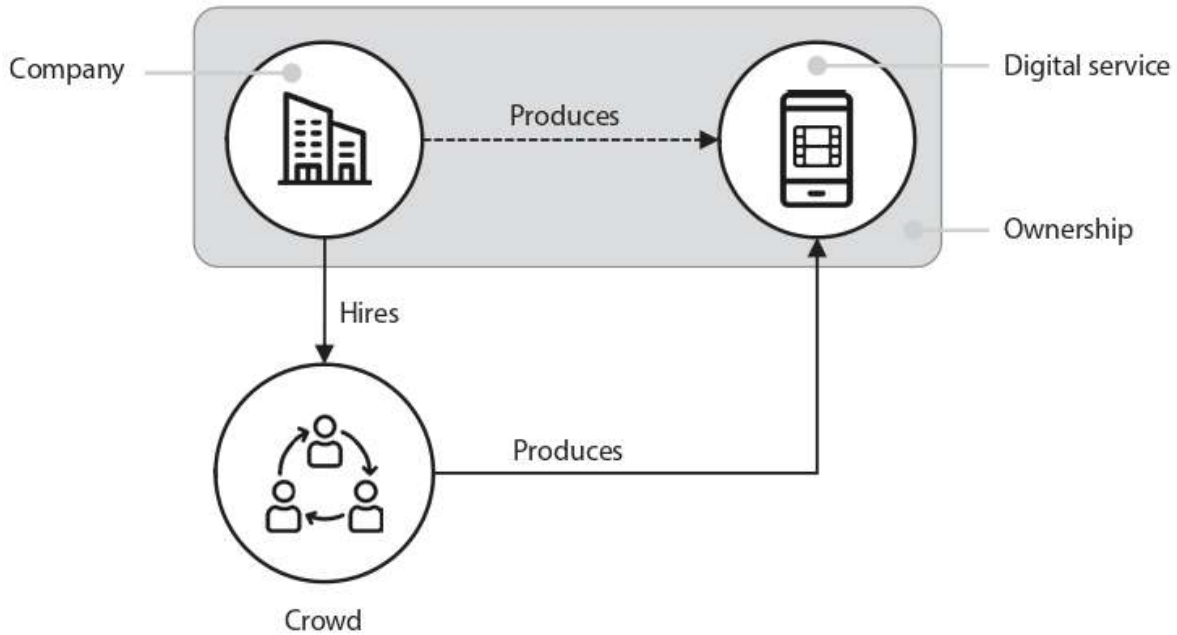 Company
Digital service
Produces
Ownership
Hires
Produces
Crowd